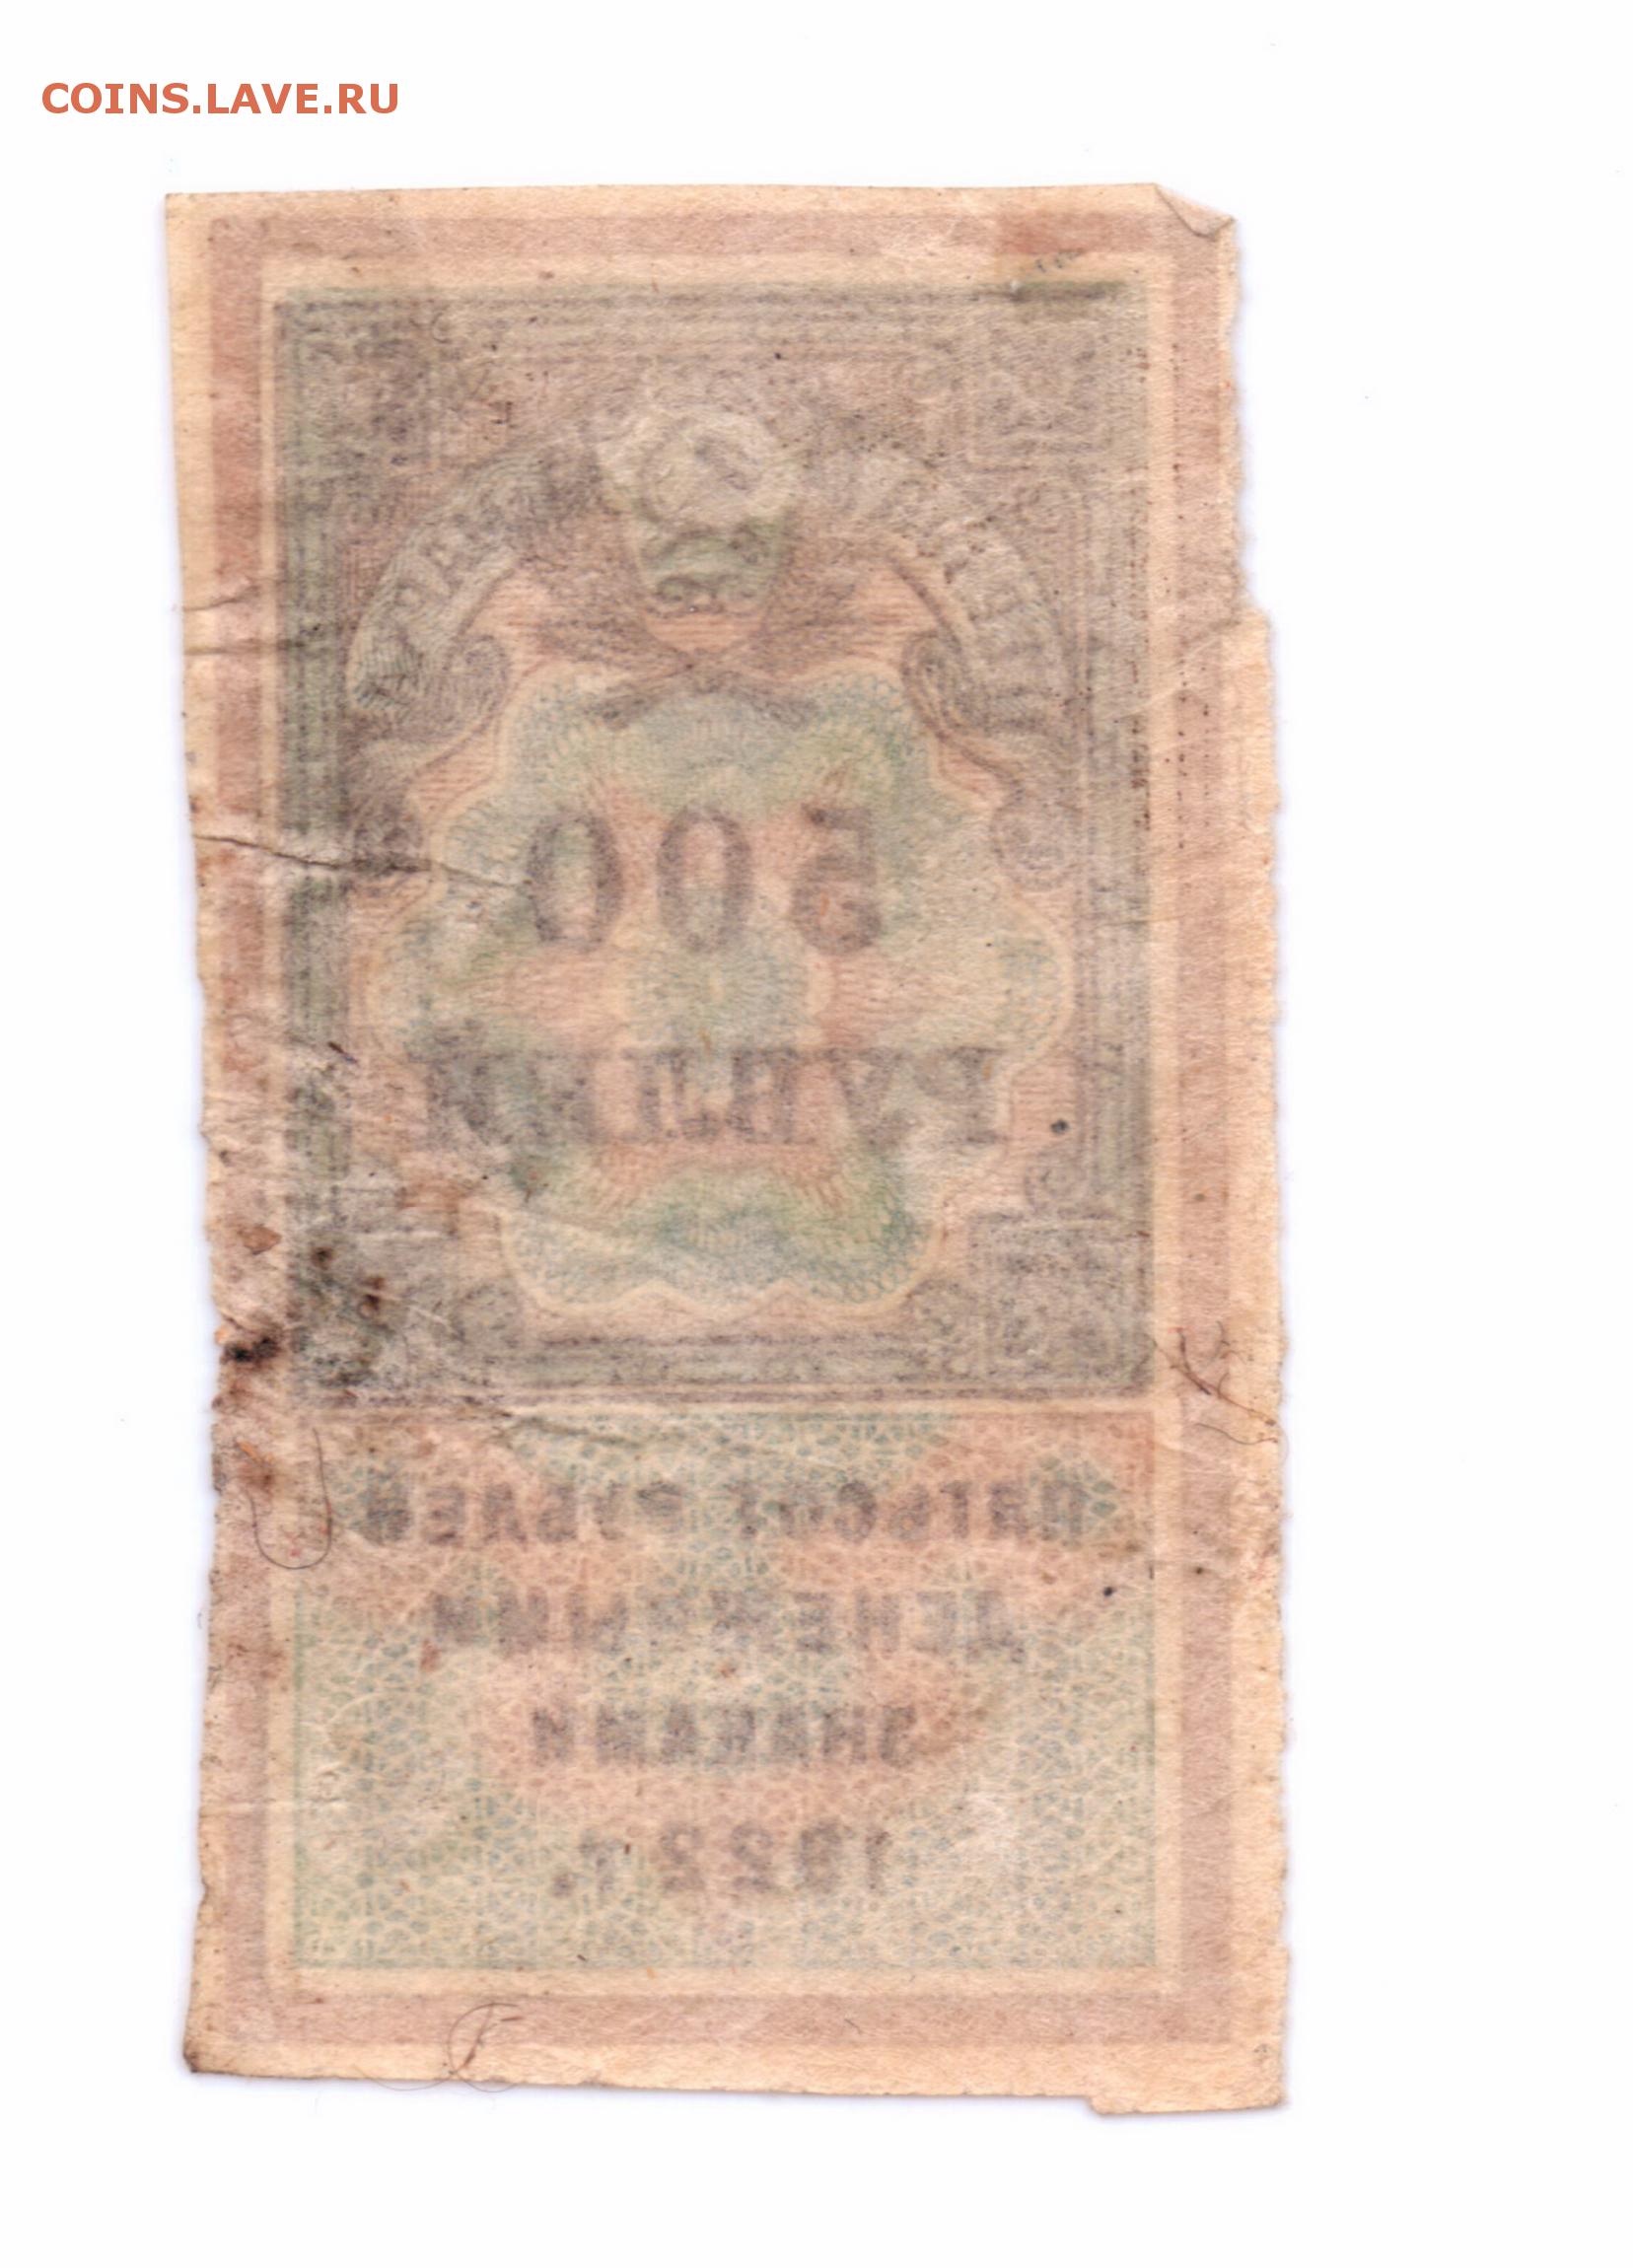 COINS.LAVE.RU
500
РУБЛЕЙ
ПЯТЬСОТ РУБЛЕЙ
ДЕНЕЖНЫМИ
ЗНАКАМИ
1922 г.